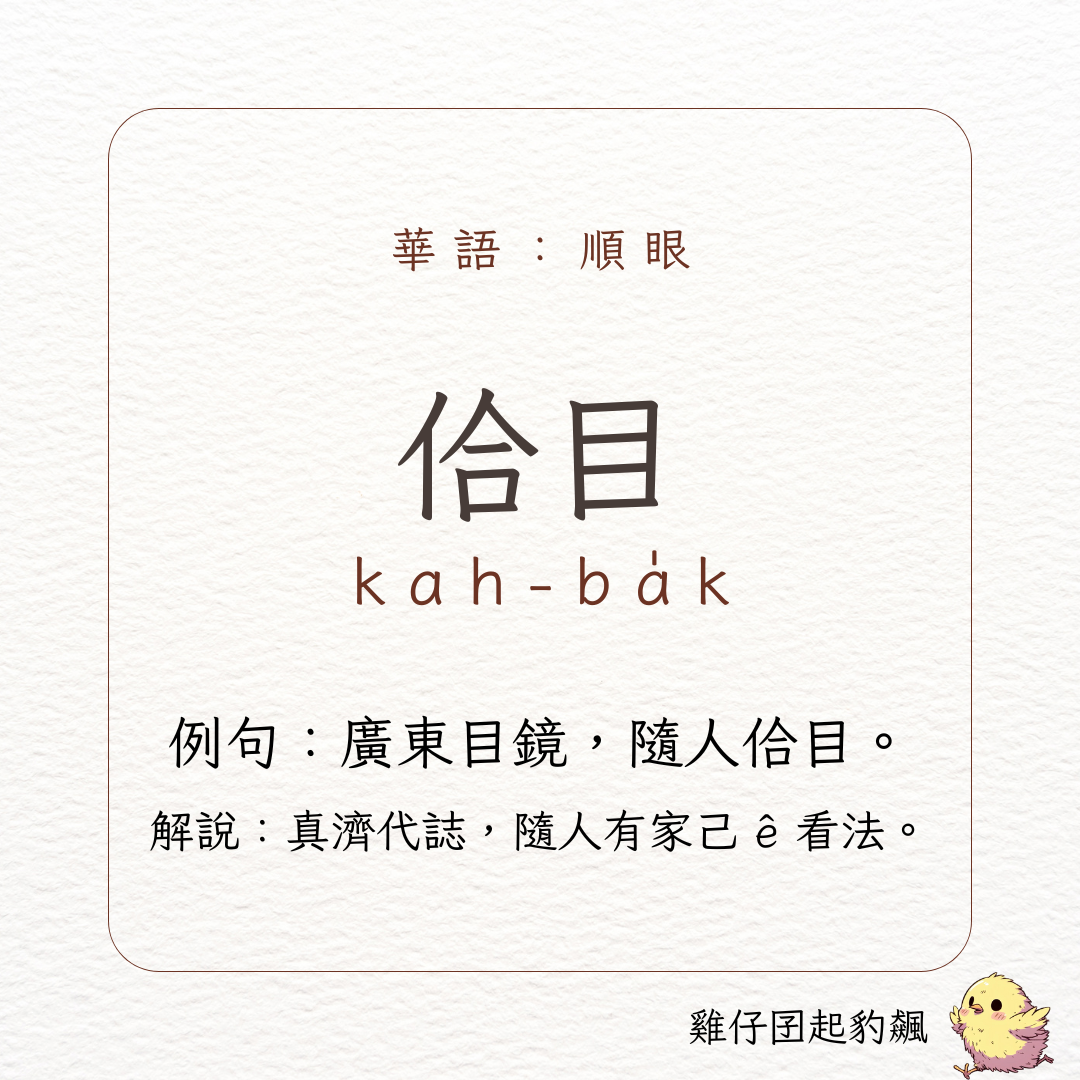 華語：順眼
佮目
kah-ba̍k
例句：廣東目鏡，隨人佮目。
解說：真濟代誌，隨人有家己 ê 看法。
雞仔囝起豹飆